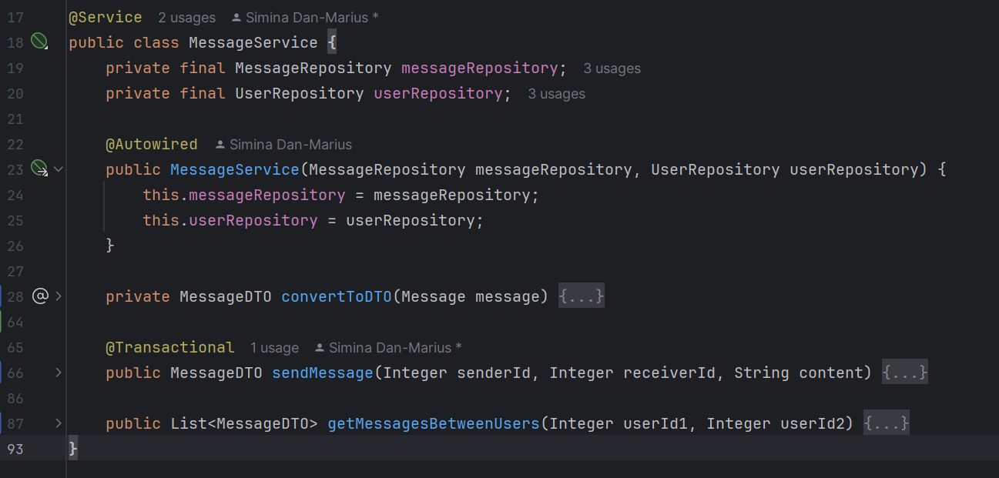 17 @Service 2 usages Simina Dan-Marius *
18 public class MessageService {
19 private final MessageRepository messageRepository; 3 usages
20 private final UserRepository userRepository; 3 usages
21
22 @Autowired Simina Dan-Marius
23 public MessageService(MessageRepository messageRepository, UserRepository userRepository) {
24 this.messageRepository = messageRepository;
25 this.userRepository = userRepository;
26 }
27
28 @ private MessageDTO convertToDTO(Message message) {...}
64
65 @Transactional 1 usage Simina Dan-Marius *
66 public MessageDTO sendMessage(Integer senderId, Integer receiverId, String content) {...}
86
87 public List<MessageDTO> getMessagesBetweenUsers(Integer userId1, Integer userId2) {...}
93 }